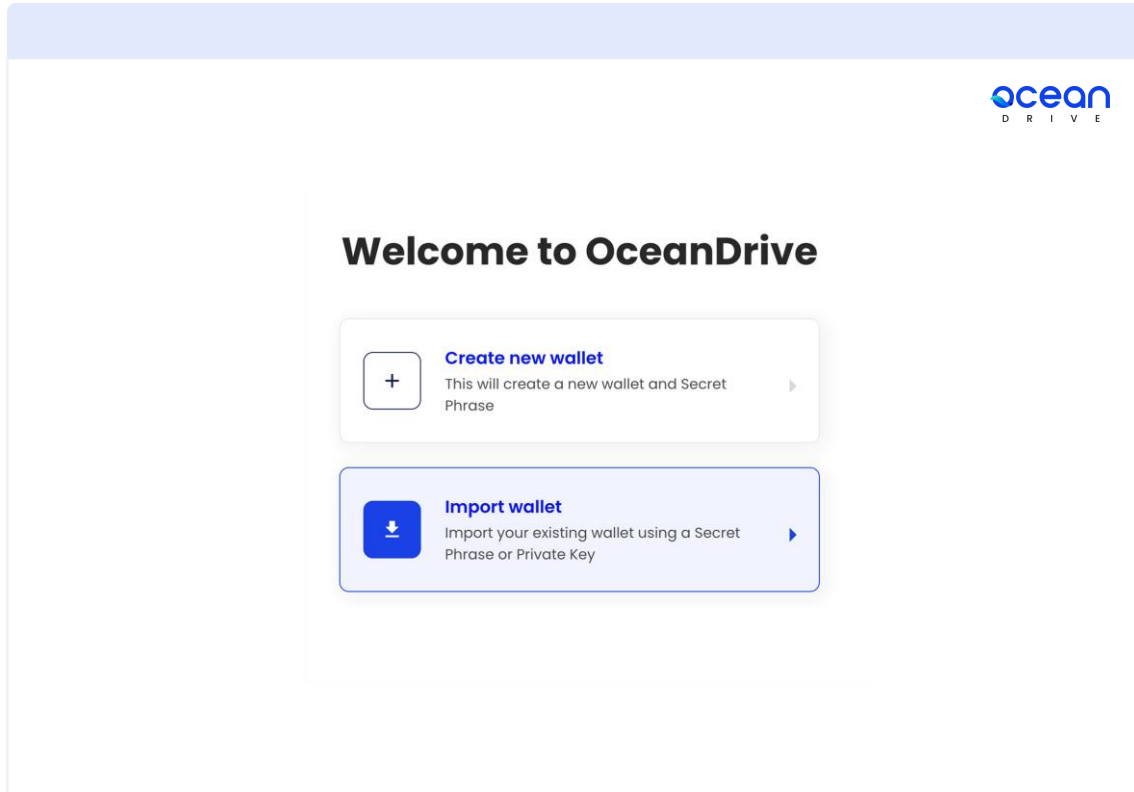 ocean
DRIVE
Welcome to OceanDrive
Create new wallet
This will create a new wallet and Secret
Phrase
Import wallet
Import your existing wallet using a Secret
Phrase or Private Key